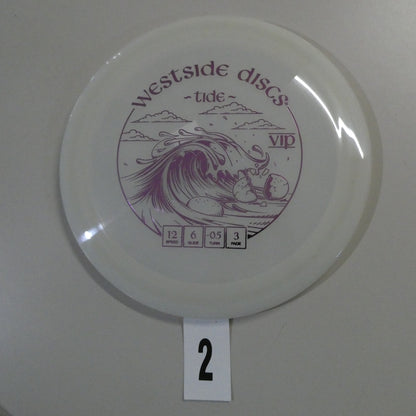 Westside Discs
-Tide-
VIP
12 6 -0.5 3
SPEED GLIDE TURN FADE
2